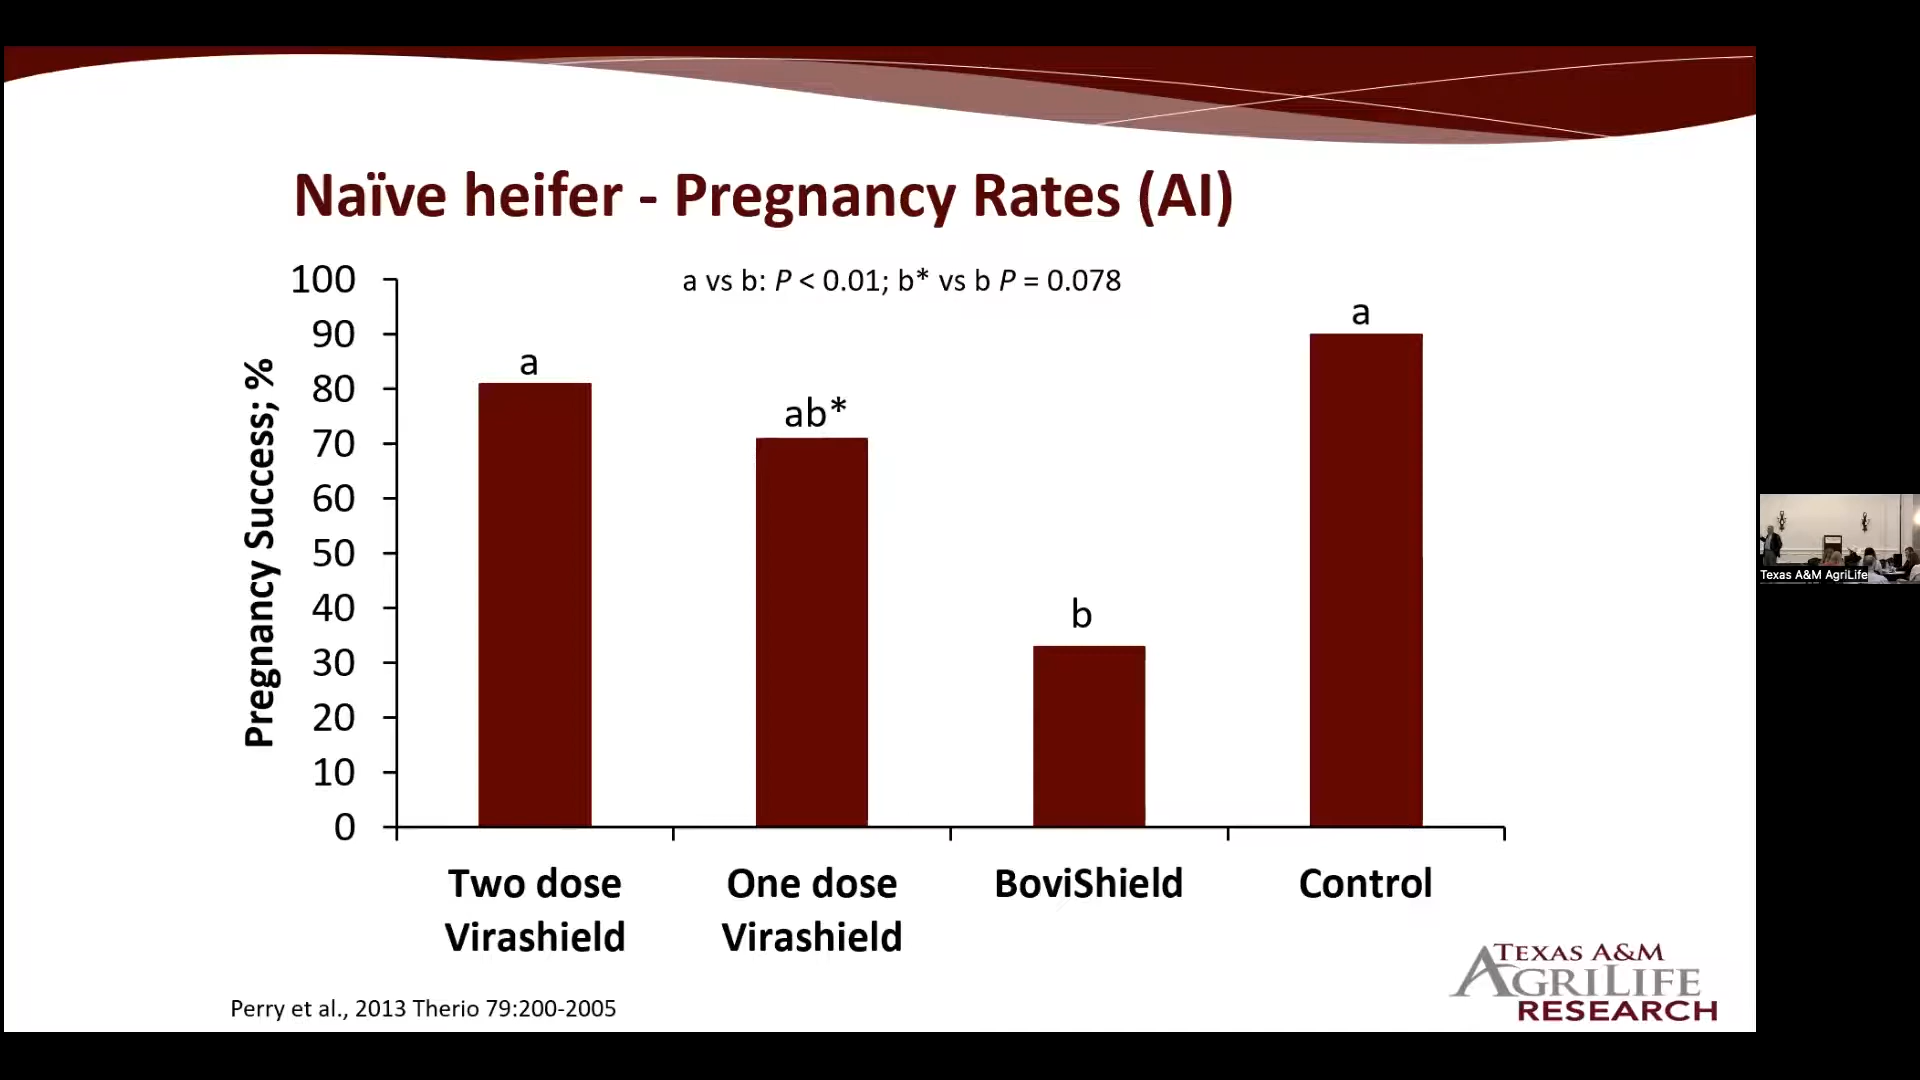 Naïve heifer - Pregnancy Rates (AI)
a vs b: P < 0.01; b* vs b P = 0.078
Pregnancy Success; %
100
90
80
70
60
50
40
30
20
10
0
a
ab*
b
a
Two dose
Virashield
One dose
Virashield
BoviShield
Control
Perry et al., 2013 Therio 79:200-2005
TEXAS A&M
AGRILIFE
RESEARCH
Texas A&M AgriLife